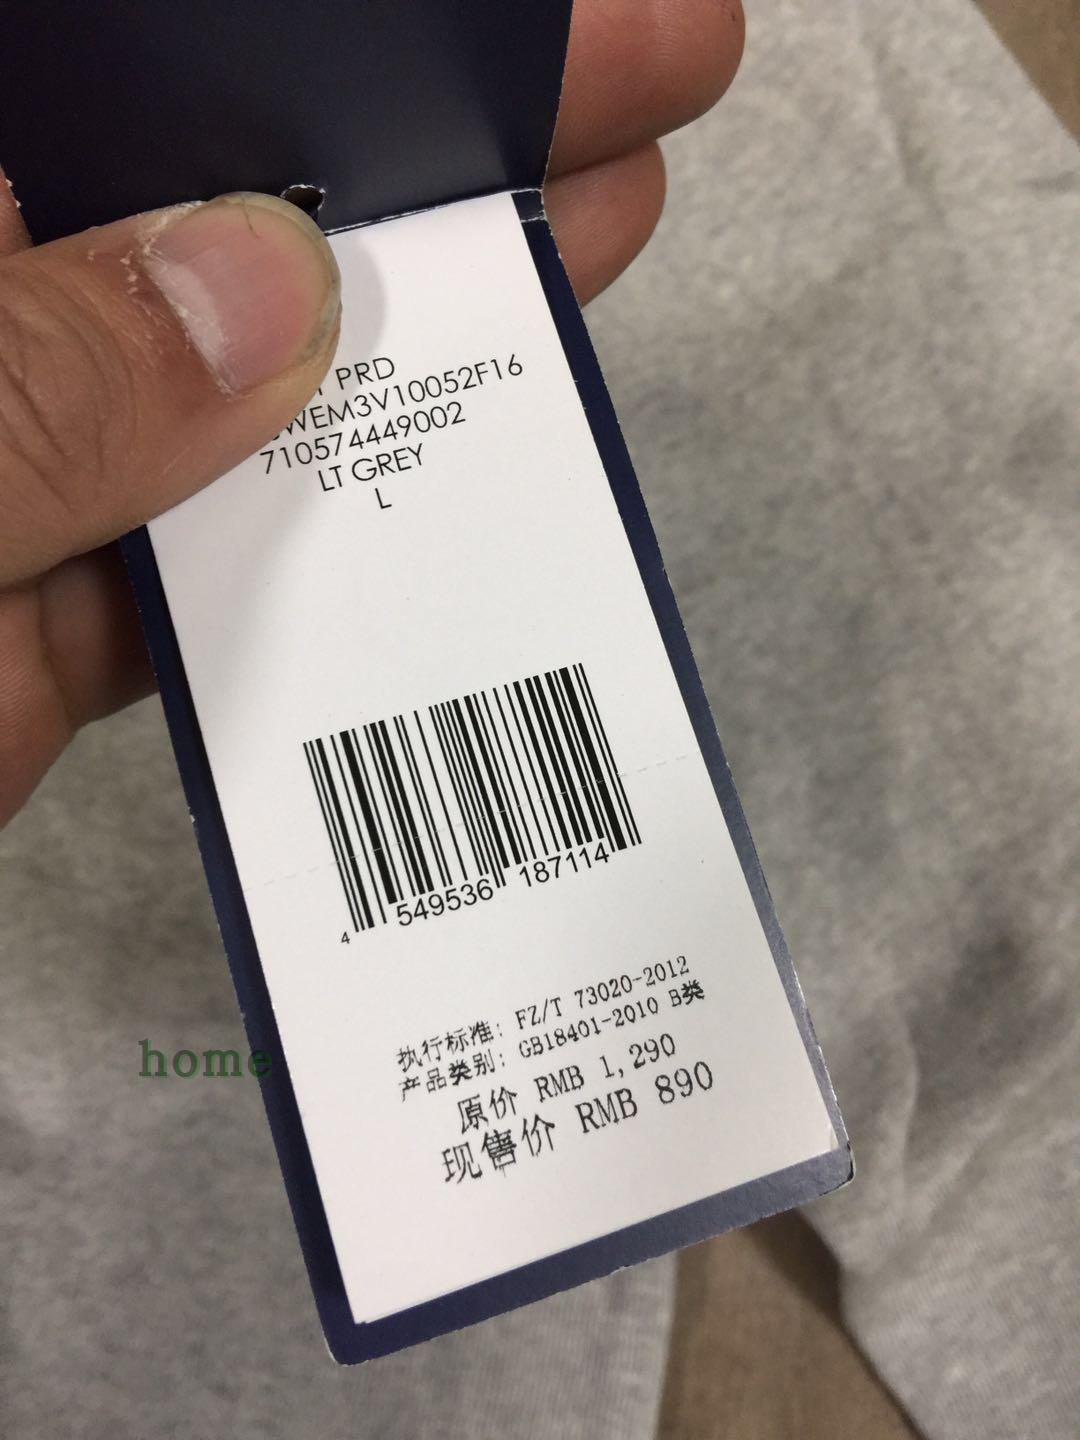 PRD
WEM3V10052F16
710574449002
LT GREY
L
4 549536 187114
执行标准: FZ/T 73020-2012
产品类别: GB18401-2010 B类
原价 RMB 1,290
现售价 RMB 890
home